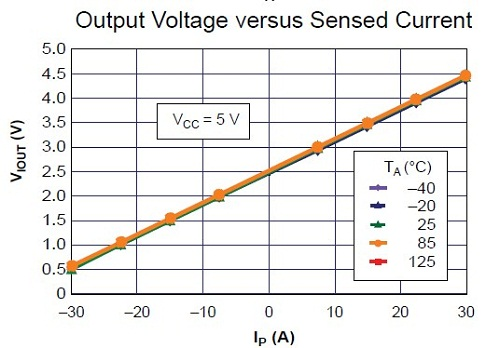 Output Voltage versus Sensed Current
5.0
4.5
4.0
3.5
3.0
2.5
2.0
1.5
1.0
0.5
0
VIOUT (V)
VCC = 5 V
TA (°C)
–40
–20
25
85
125
–30 –20 –10 0 10 20 30
IP (A)